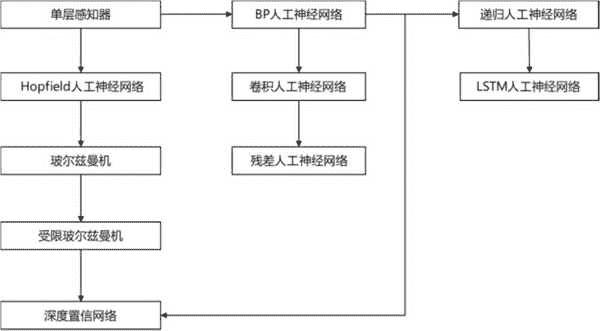 单层感知器
BP人工神经网络
递归人工神经网络
Hopfield人工神经网络
卷积人工神经网络
LSTM人工神经网络
玻尔兹曼机
残差人工神经网络
受限玻尔兹曼机
深度置信网络